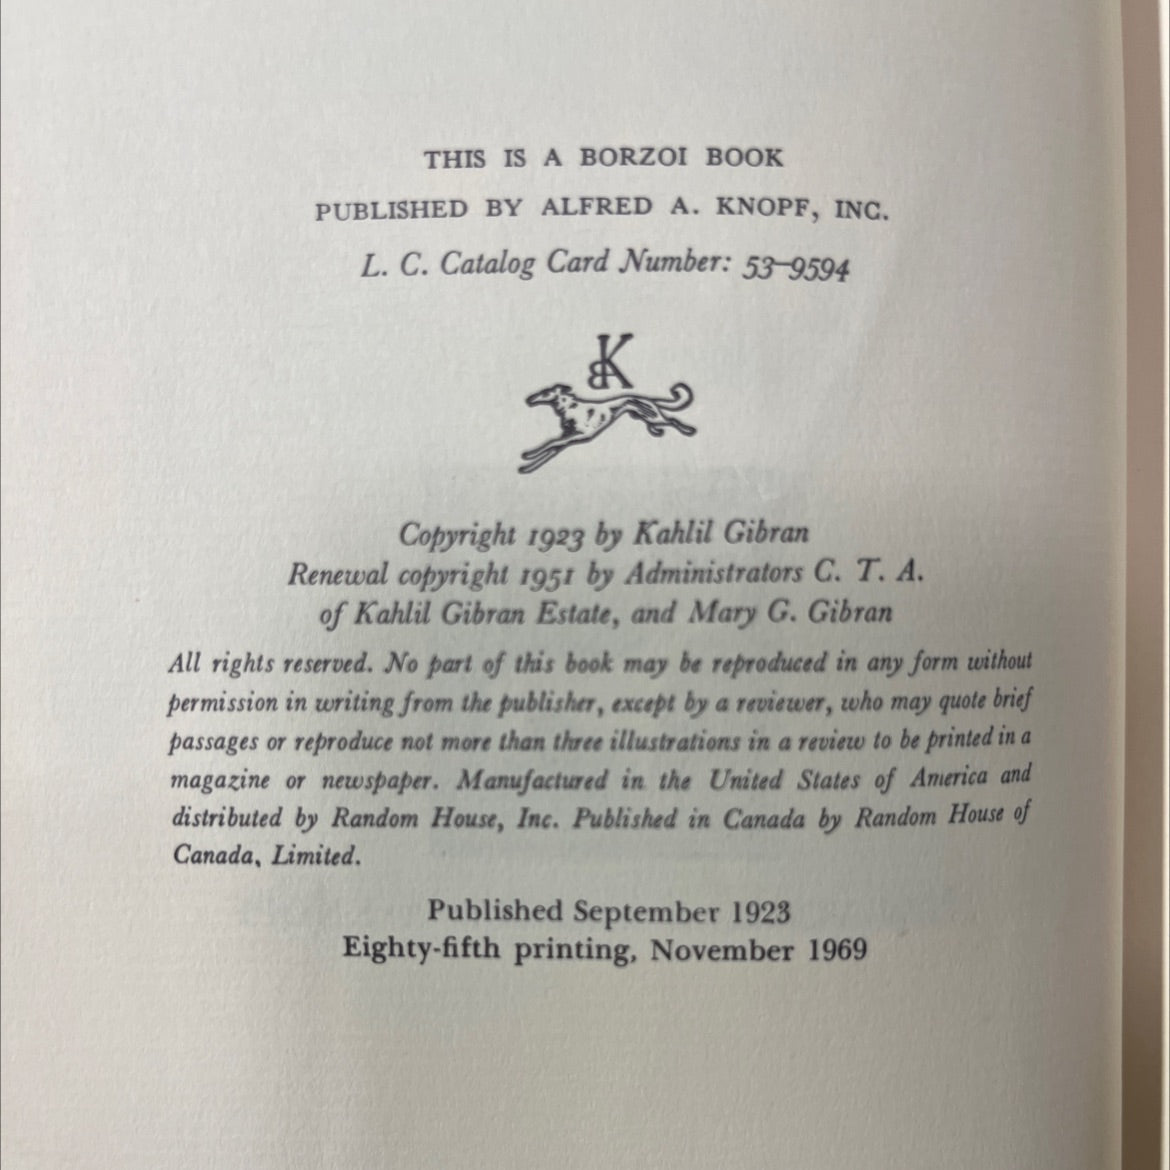 THIS IS A BORZOI BOOK
PUBLISHED BY ALFRED A. KNOPF, INC.
L. C. Catalog Card Number: 53-9594
BK
Copyright 1923 by Kahlil Gibran
Renewal copyright 1951 by Administrators C. T. A.
of Kahlil Gibran Estate, and Mary G. Gibran
All rights reserved. No part of this book may be reproduced in any form without
permission in writing from the publisher, except by a reviewer, who may quote brief
passages or reproduce not more than three illustrations in a review to be printed in a
magazine or newspaper. Manufactured in the United States of America and
distributed by Random House, Inc. Published in Canada by Random House of
Canada, Limited.
Published September 1923
Eighty-fifth printing, November 1969